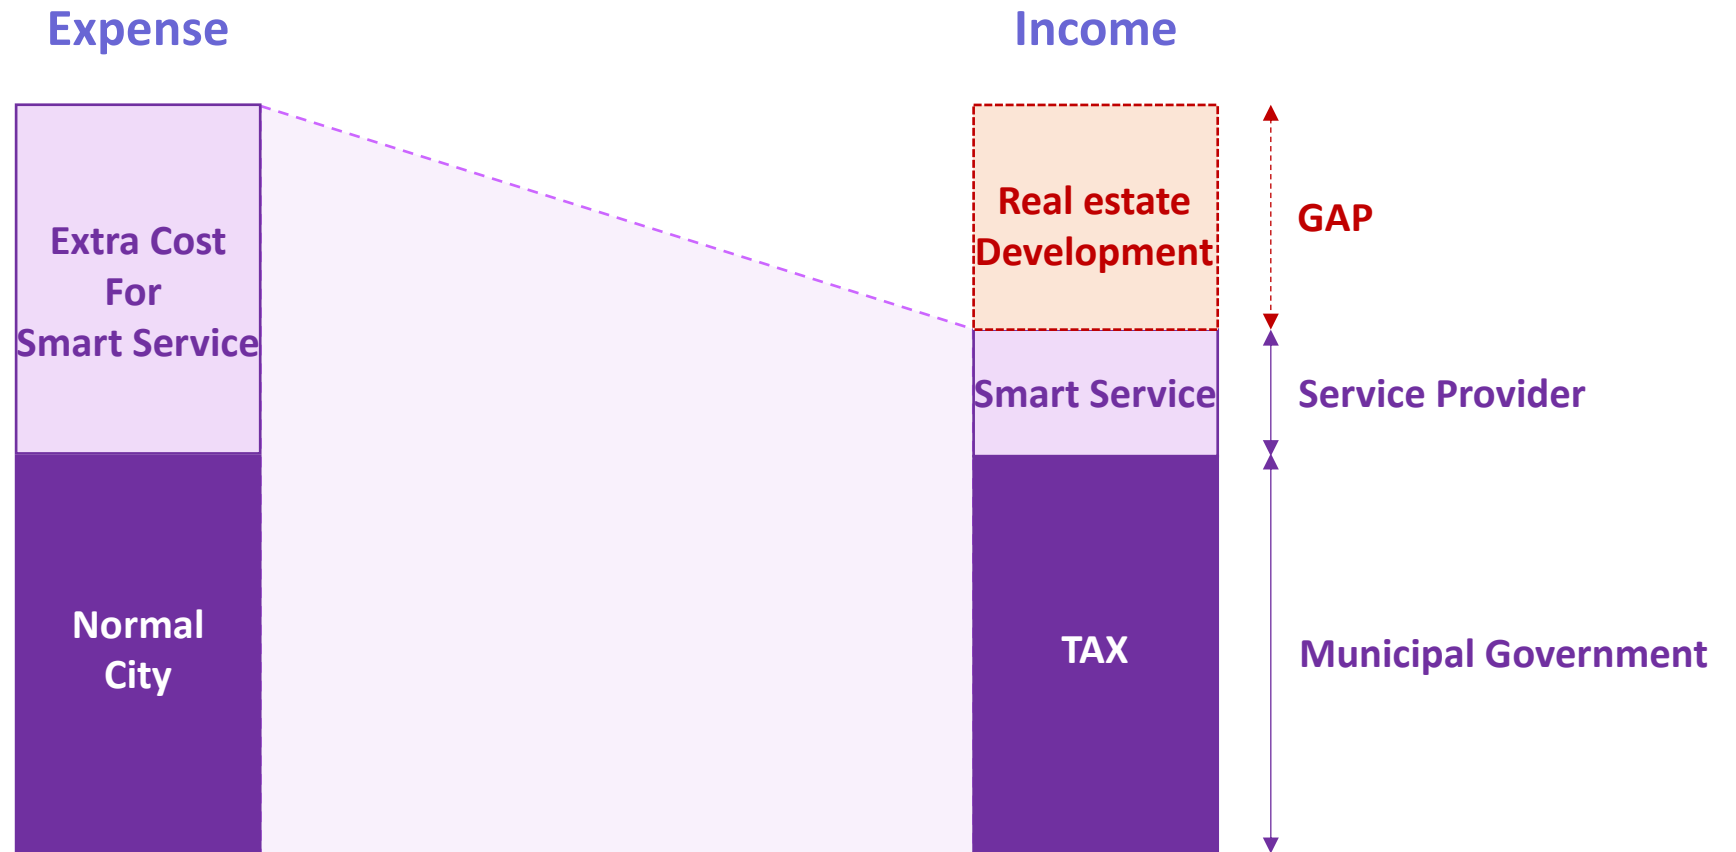 Expense
Income
Extra Cost
For
Smart Service
Normal
City
Real estate
Development
Smart Service
TAX
GAP
Service Provider
Municipal Government